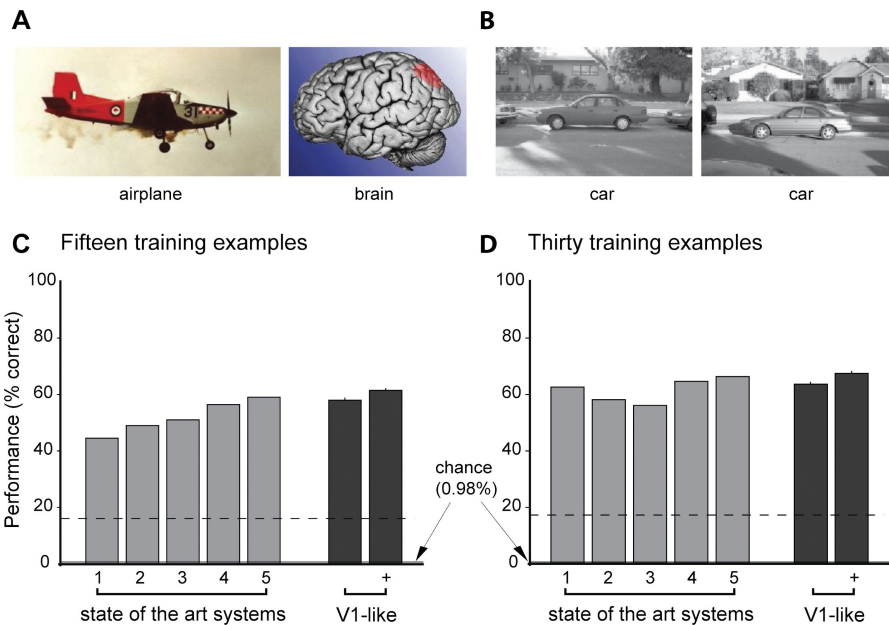 A
B
31
airplane
brain
car
car
C Fifteen training examples
Performance (% correct)
100
80
60
40
20
0
1 2 3 4 5 +
state of the art systems V1-like
chance
(0.98%)
D Thirty training examples
100
80
60
40
20
0
1 2 3 4 5 +
state of the art systems V1-like